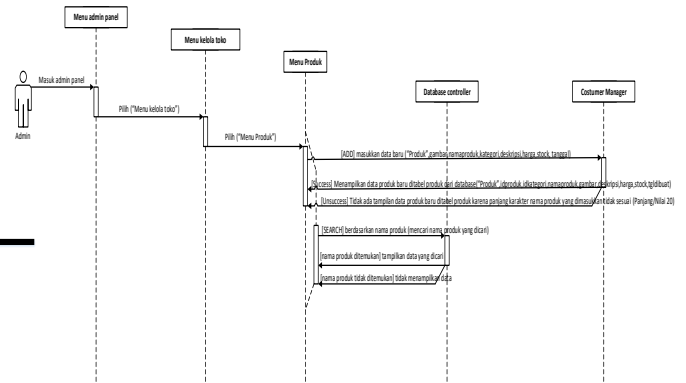 Menu admin panel
Menu kelola toko
Menu Produk
Database controller
Costumer Manager
Masuk admin panel
Admin
Pilih ("Menu kelola toko")
Pilih ("Menu Produk")
[ADD] masukkan data baru ("Produk",gambar,namaproduk,kategori,deskripsi,harga,stock, tanggal)
[Success] Menampilkan data produk baru ditabel produk dari database("Produk",idproduk,idkategori,namaproduk,gambar,deskripsi,harga,stock,tgldibuat)
[Unsuccess] Tidak ada tampilan data produk baru ditabel produk karena panjang karakter nama produk yang dimasukkan tidak sesuai (Panjang/Nilai 20)
[SEARCH] berdasarkan nama produk (mencari nama produk yang dicari)
[nama produk ditemukan] tampilkan data yang dicari
[nama produk tidak ditemukan] tidak menampilkan data